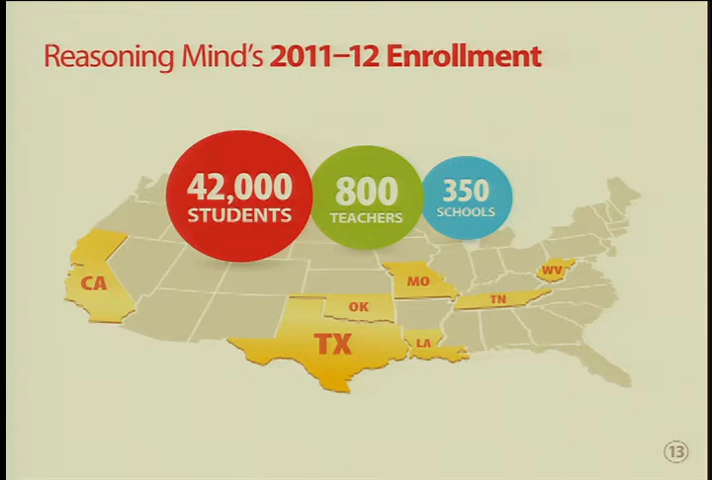 Reasoning Mind's 2011–12 Enrollment
42,000
STUDENTS
800
TEACHERS
350
SCHOOLS
CA
TX
OK
MO
LA
TN
WV
13